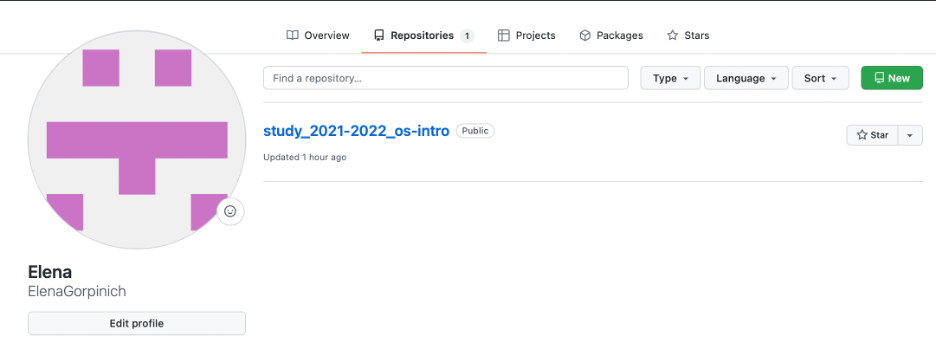 Overview Repositories 1 Projects Packages Stars
Find a repository... Type Language Sort New
study_2021-2022_os-intro Public
Star
Updated 1 hour ago
Elena
ElenaGorpinich
Edit profile